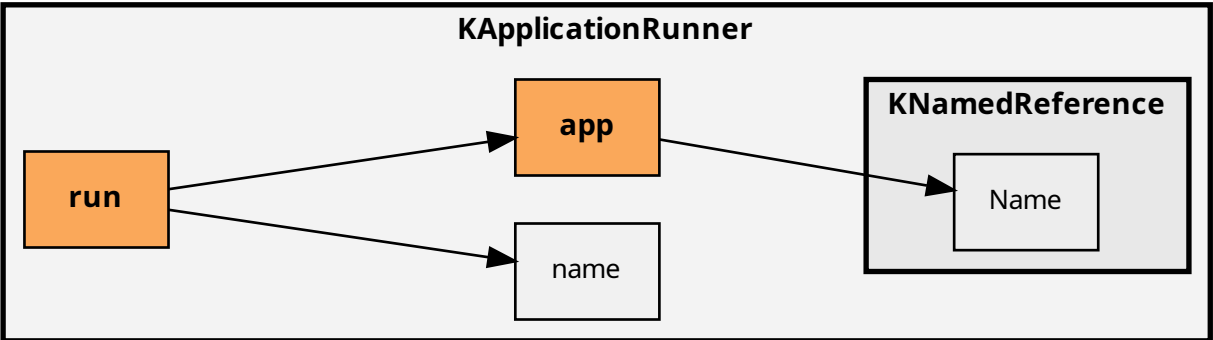 KApplicationRunner
run
app
name
KNamedReference
Name